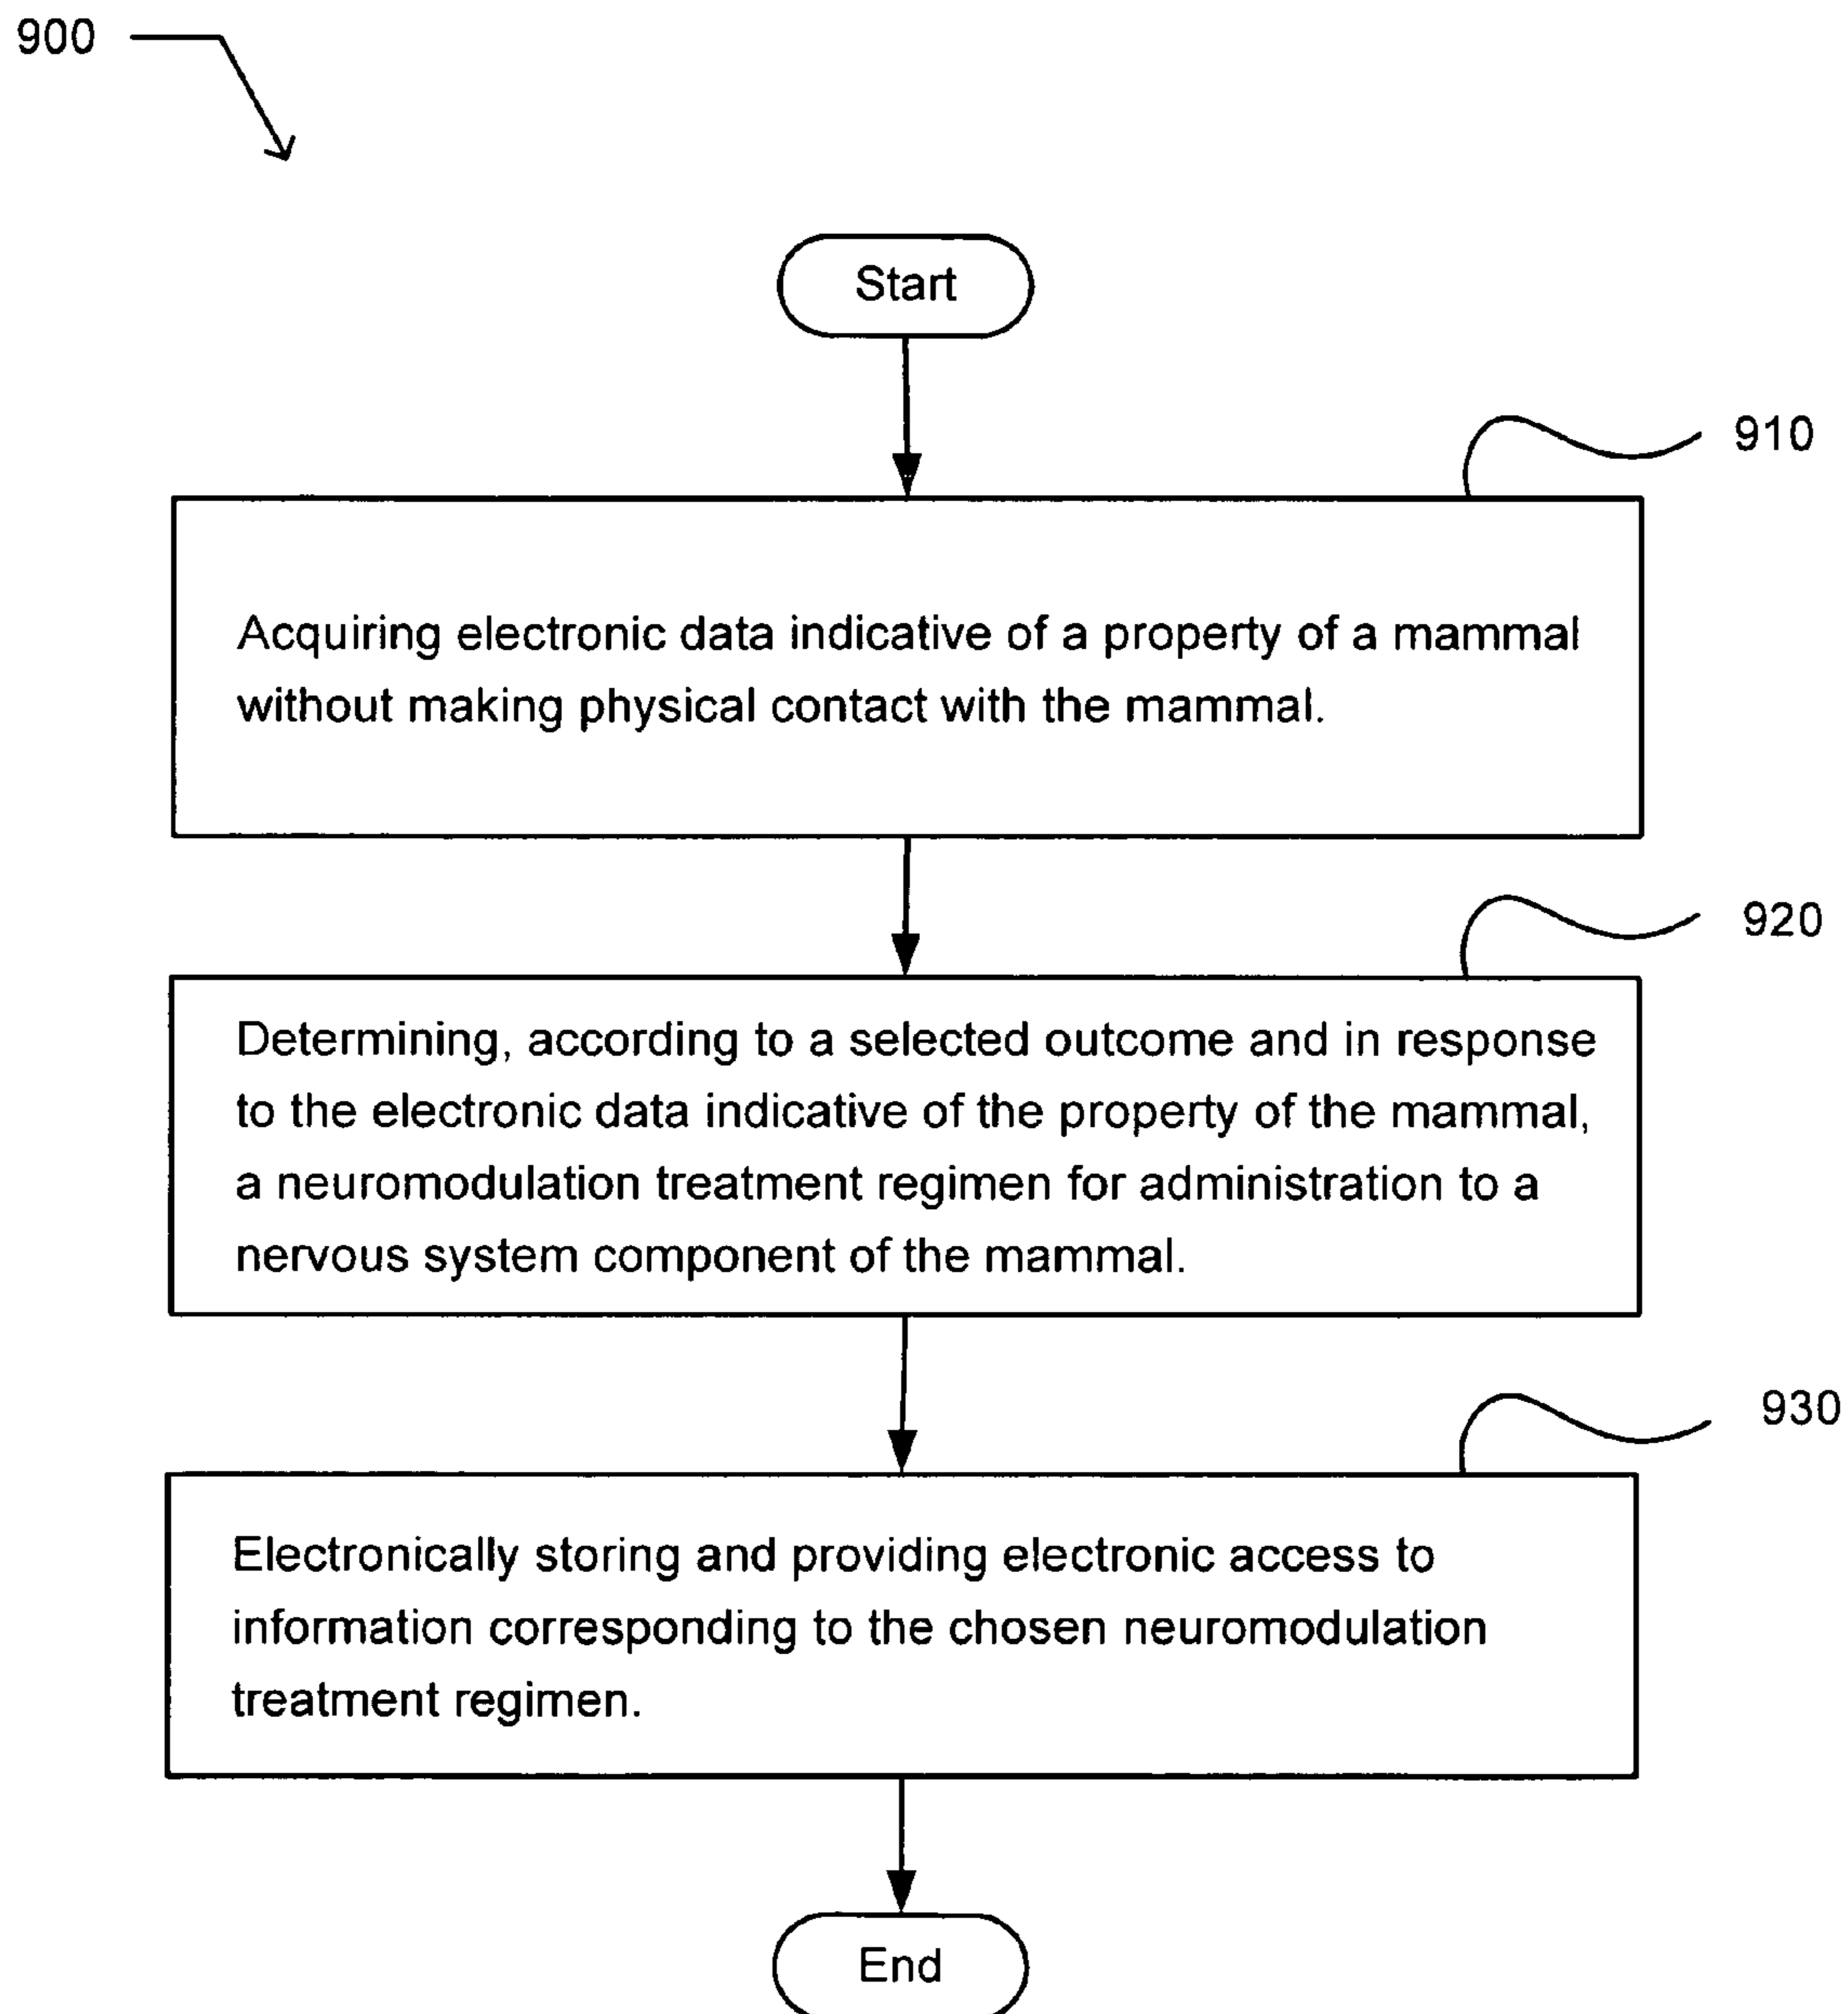 900
Start
910
Acquiring electronic data indicative of a property of a mammal
without making physical contact with the mammal.
920
Determining, according to a selected outcome and in response
to the electronic data indicative of the property of the mammal,
a neuromodulation treatment regimen for administration to a
nervous system component of the mammal.
930
Electronically storing and providing electronic access to
information corresponding to the chosen neuromodulation
treatment regimen.
End